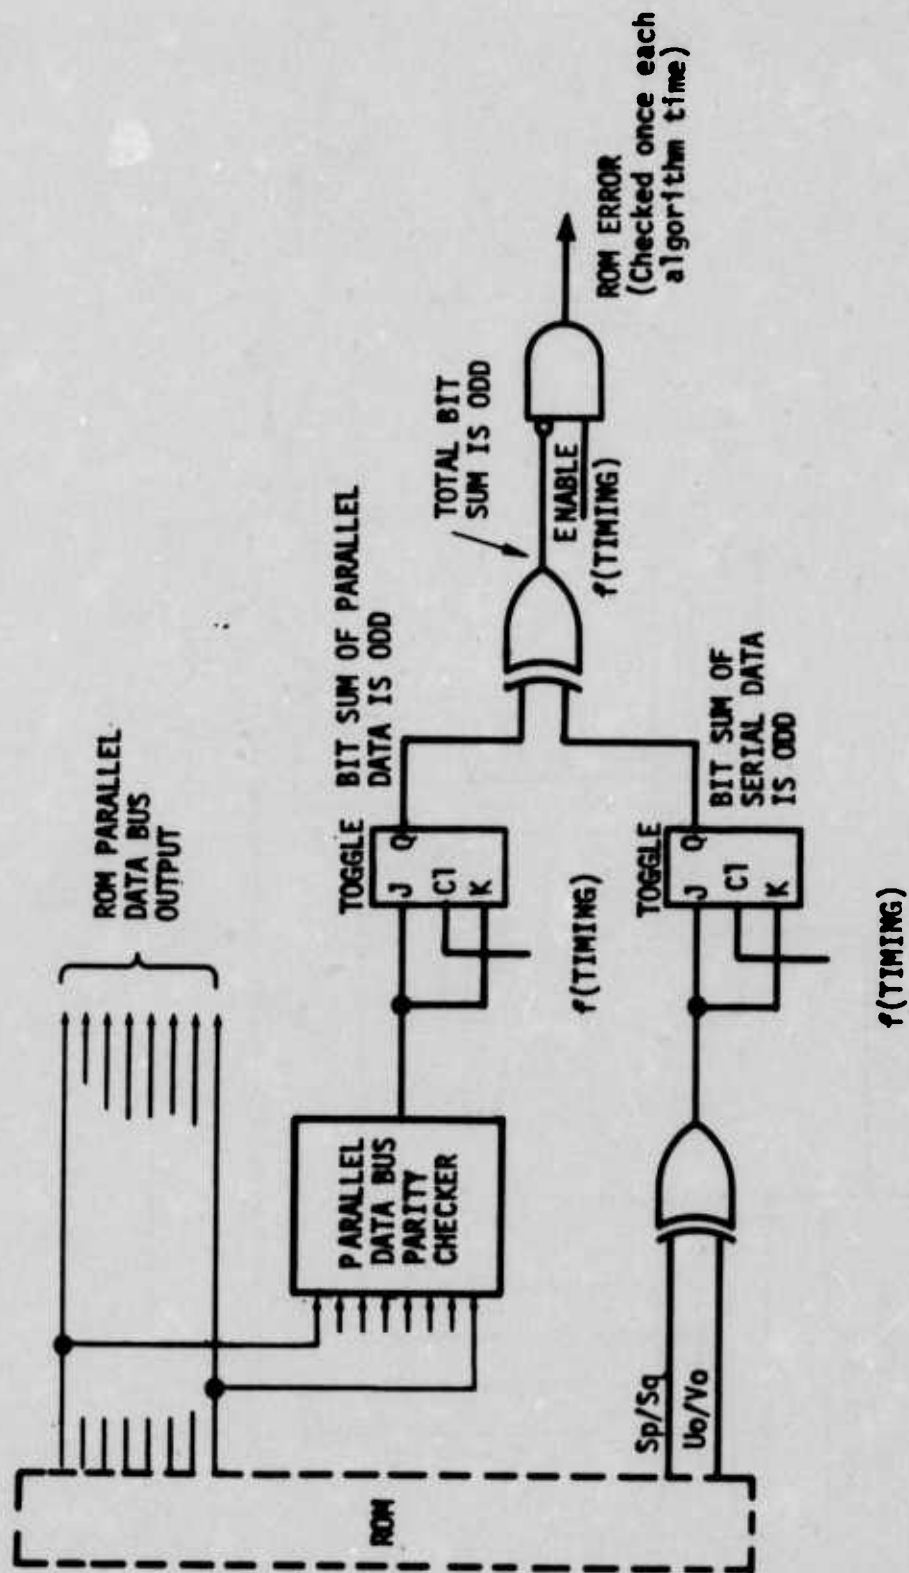 ROM
ROM PARALLEL
DATA BUS
OUTPUT
PARALLEL
DATA BUS
PARITY
CHECKER
Sp/Sq
Uo/Vo
TOGGLE
J
Q
C1
K
f(TIMING)
BIT SUM OF PARALLEL
DATA IS ODD
TOGGLE
J
Q
C1
K
f(TIMING)
BIT SUM OF
SERIAL DATA
IS ODD
TOTAL BIT
SUM IS ODD
ENABLE
f(TIMING)
ROM ERROR
(Checked once each
algorithm time)